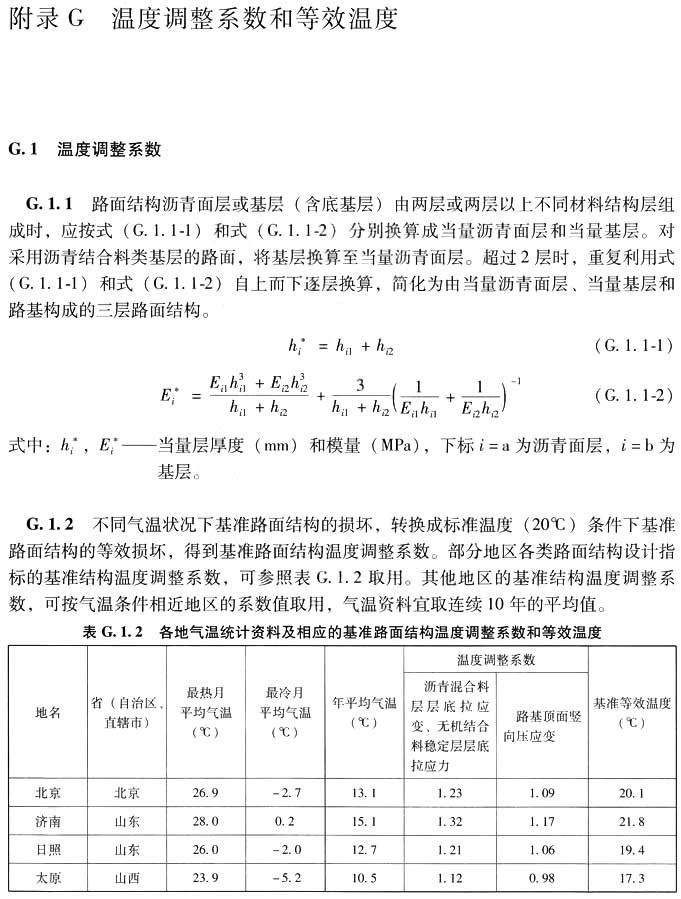 附录 G 温度调整系数和等效温度
G.1 温度调整系数
G.1.1 路面结构沥青面层或基层（含底基层）由两层或两层以上不同材料结构层组
成时，应按式（G.1.1-1）和式（G.1.1-2）分别换算成当量沥青面层和当量基层。对
采用沥青结合料类基层的路面，将基层换算至当量沥青面层。超过2层时，重复利用式
(G.1.1-1）和式（G.1.1-2）自上而下逐层换算，简化为由当量沥青面层、当量基层和
路基构成的三层路面结构。
h_i^* = h_{i1} + h_{i2} （G.1.1-1）
E_i^* = \frac{E_{i1}h_{i1}^3 + E_{i2}h_{i2}^3}{h_{i1} + h_{i2}} + \frac{3}{h_{i1} + h_{i2}}\left(\frac{1}{E_{i1}h_{i1}} + \frac{1}{E_{i2}h_{i2}}\right)^{-1} （G.1.1-2）
式中：h_i^*，E_i^*——当量层厚度（mm）和模量（MPa），下标 i = a 为沥青面层，i = b 为
基层。
G.1.2 不同气温状况下基准路面结构的损坏，转换成标准温度（20℃）条件下基准
路面结构的等效损坏，得到基准路面结构温度调整系数。部分地区各类路面结构设计指
标的基准结构温度调整系数，可参照表 G.1.2 取用。其他地区的基准结构温度调整系
数，可按气温条件相近地区的系数值取用，气温资料宜取连续10年的平均值。
表 G.1.2 各地气温统计资料及相应的基准路面结构温度调整系数和等效温度
地名
省（自治区、
直辖市）
最热月
平均气温
（℃）
最冷月
平均气温
（℃）
年平均气温
（℃）
温度调整系数
沥青混合料
层层底拉应
变、无机结合
料稳定层层底
拉应力
路基顶面竖
向压应变
基准等效温度
（℃）
北京 北京 26.9 -2.7 13.1 1.23 1.09 20.1
济南 山东 28.0 0.2 15.1 1.32 1.17 21.8
日照 山东 26.0 -2.0 12.7 1.21 1.06 19.4
太原 山西 23.9 -5.2 10.5 1.12 0.98 17.3